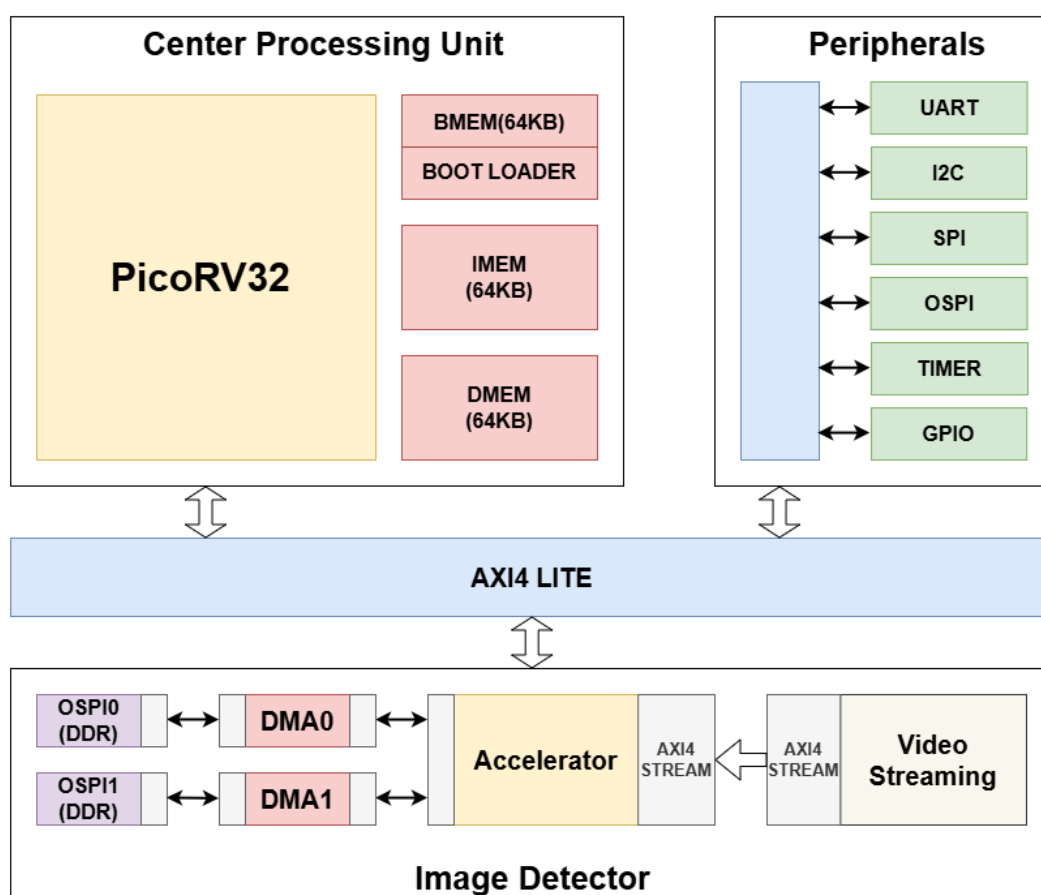 Center Processing Unit
PicoRV32
BMEM(64KB)
BOOT LOADER
IMEM
(64KB)
DMEM
(64KB)
Peripherals
UART
I2C
SPI
OSPI
TIMER
GPIO
AXI4 LITE
OSPI0
(DDR)
DMA0
OSPI1
(DDR)
DMA1
Accelerator
AXI4
STREAM
AXI4
STREAM
Video
Streaming
Image Detector